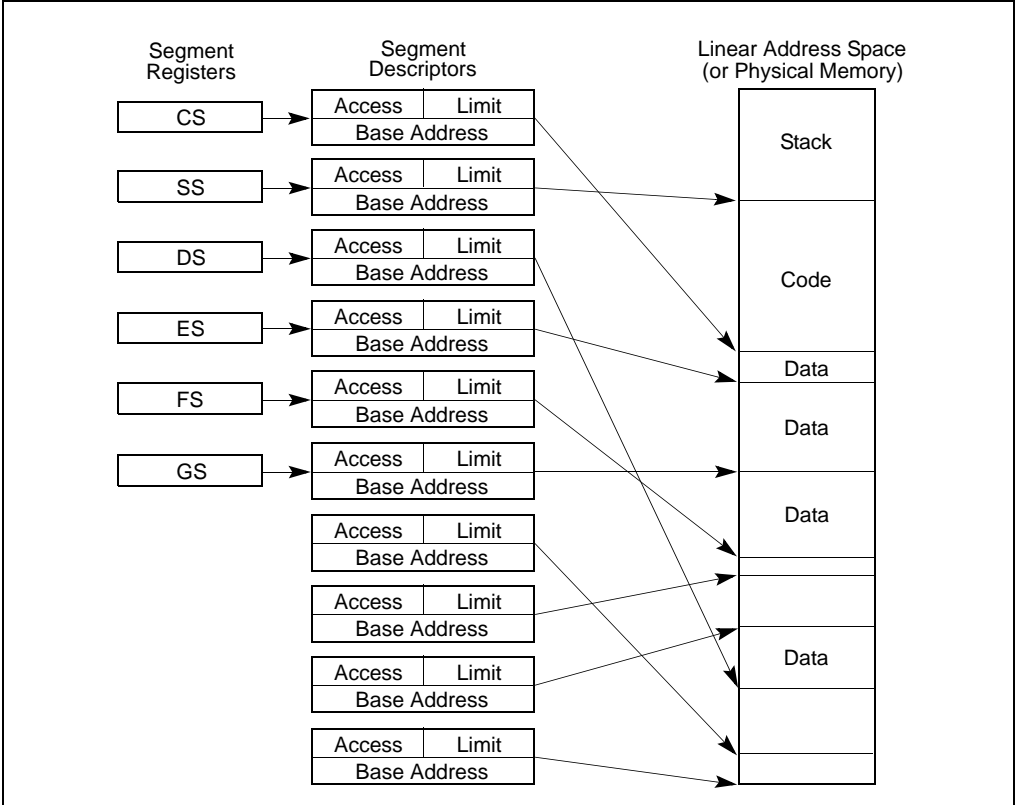 Segment
Registers
Segment
Descriptors
Linear Address Space
(or Physical Memory)
CS
Access Limit
Base Address
Stack
SS
Access Limit
Base Address
DS
Access Limit
Base Address
Code
ES
Access Limit
Base Address
Data
FS
Access Limit
Base Address
Data
GS
Access Limit
Base Address
Data
Access Limit
Base Address
Access Limit
Base Address
Access Limit
Base Address
Data
Access Limit
Base Address